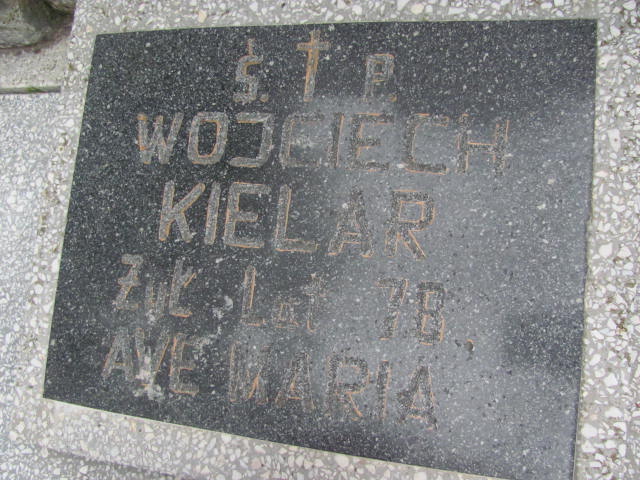 Ś. † P.
WOJCIECH
KIELAR
Żył Lat 78,
AVE MARIA